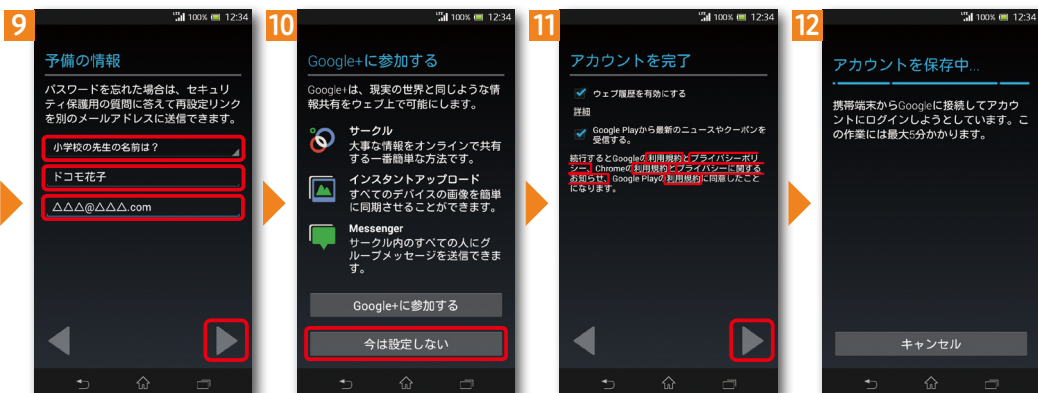 9
LTE 100% 12:34
予備の情報
パスワードを忘れた場合は、セキュリ
ティ保護用の質問に答えて再設定リンク
を別のメールアドレスに送信できます。
小学校の先生の名前は？
ドコモ花子
△△△@△△△.com
10
LTE 100% 12:34
Google+に参加する
Google+は、現実の世界と同じような情
報共有をウェブ上で可能にします。
サークル
大事な情報をオンラインで共有
する一番簡単な方法です。
インスタントアップロード
すべてのデバイスの画像を簡単
に同期させることができます。
Messenger
サークル内のすべての人にグ
ループメッセージを送信できま
す。
Google+に参加する
今は設定しない
11
LTE 100% 12:34
アカウントを完了
ウェブ履歴を有効にする
詳細
Google Playから最新のニュースやクーポンを
受信する。
続行するとGoogleの利用規約とプライバシーポリ
シー、Chromeの利用規約とプライバシーに関する
お知らせ、Google Playの利用規約に同意したこと
になります。
12
LTE 100% 12:34
アカウントを保存中...
携帯端末からGoogleに接続してアカウ
ントにログインしようとしています。こ
の作業には最大5分かかります。
キャンセル